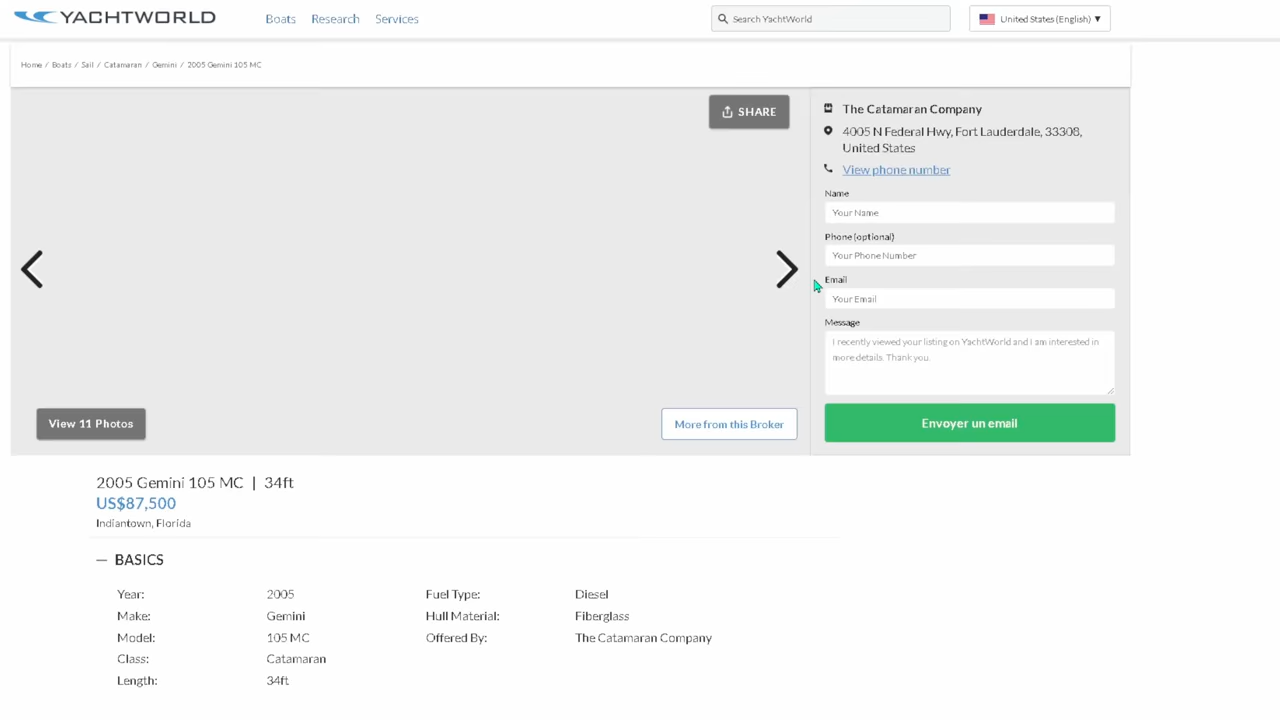 YACHTWORLD
Boats Research Services
Search YachtWorld
United States (English) ▼
Home / Boats / Sail / Catamaran / Gemini / 2005 Gemini 105 MC
SHARE
View 11 Photos
More from this Broker
The Catamaran Company
4005 N Federal Hwy, Fort Lauderdale, 33308,
United States
View phone number
Name
Your Name
Phone (optional)
Your Phone Number
Email
Your Email
Message
I recently viewed your listing on YachtWorld and I am interested in
more details. Thank you.
Envoyer un email
2005 Gemini 105 MC | 34ft
US$87,500
Indiantown, Florida
— BASICS
Year: 2005 Fuel Type: Diesel
Make: Gemini Hull Material: Fiberglass
Model: 105 MC Offered By: The Catamaran Company
Class: Catamaran
Length: 34ft